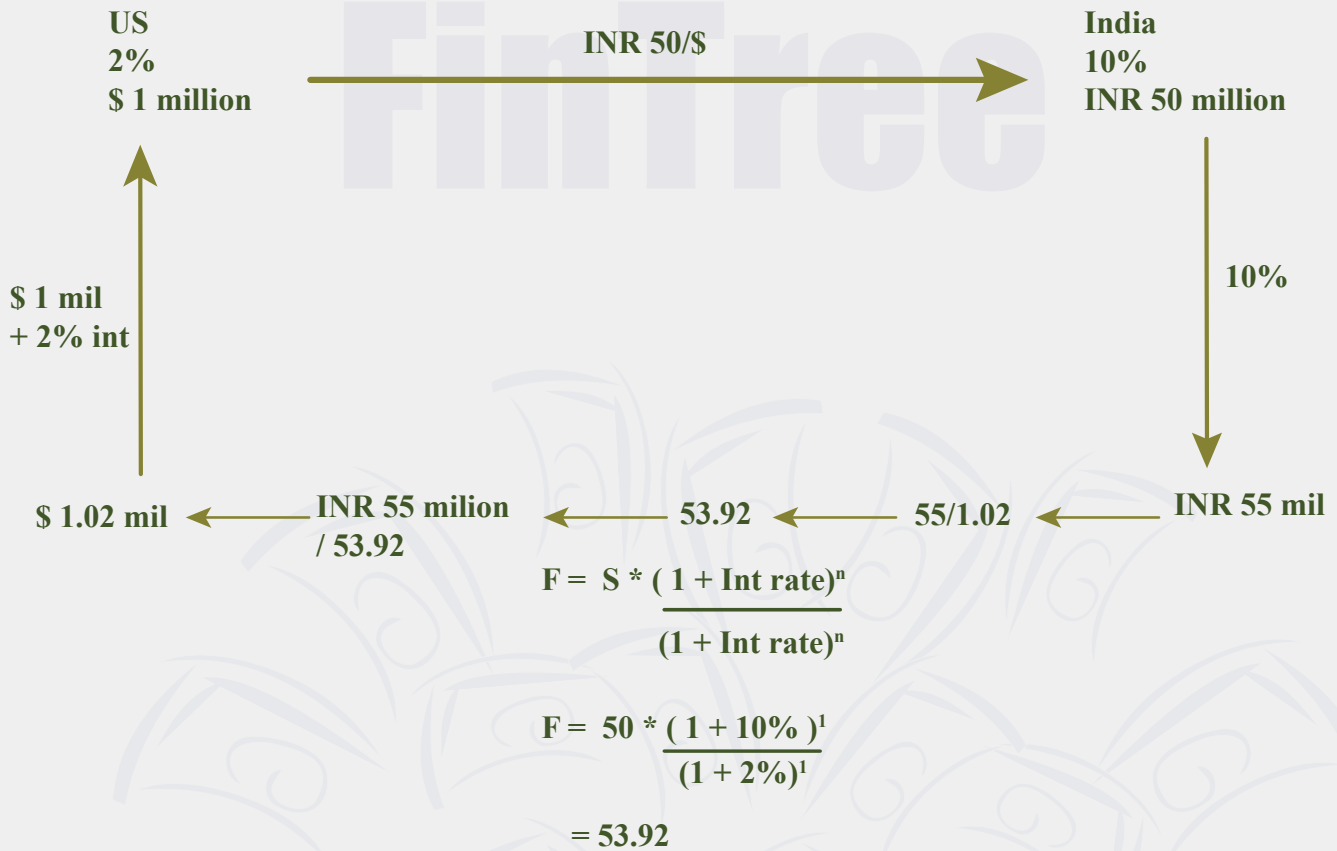 FinTree
US
2%
$ 1 million
INR 50/$
India
10%
INR 50 million
10%
$ 1 mil
+ 2% int
$ 1.02 mil
INR 55 milion
/ 53.92
53.92
55/1.02
INR 55 mil
F = S * ( 1 + Int rate)ⁿ
(1 + Int rate)ⁿ
F = 50 * ( 1 + 10% )¹
(1 + 2%)¹
= 53.92